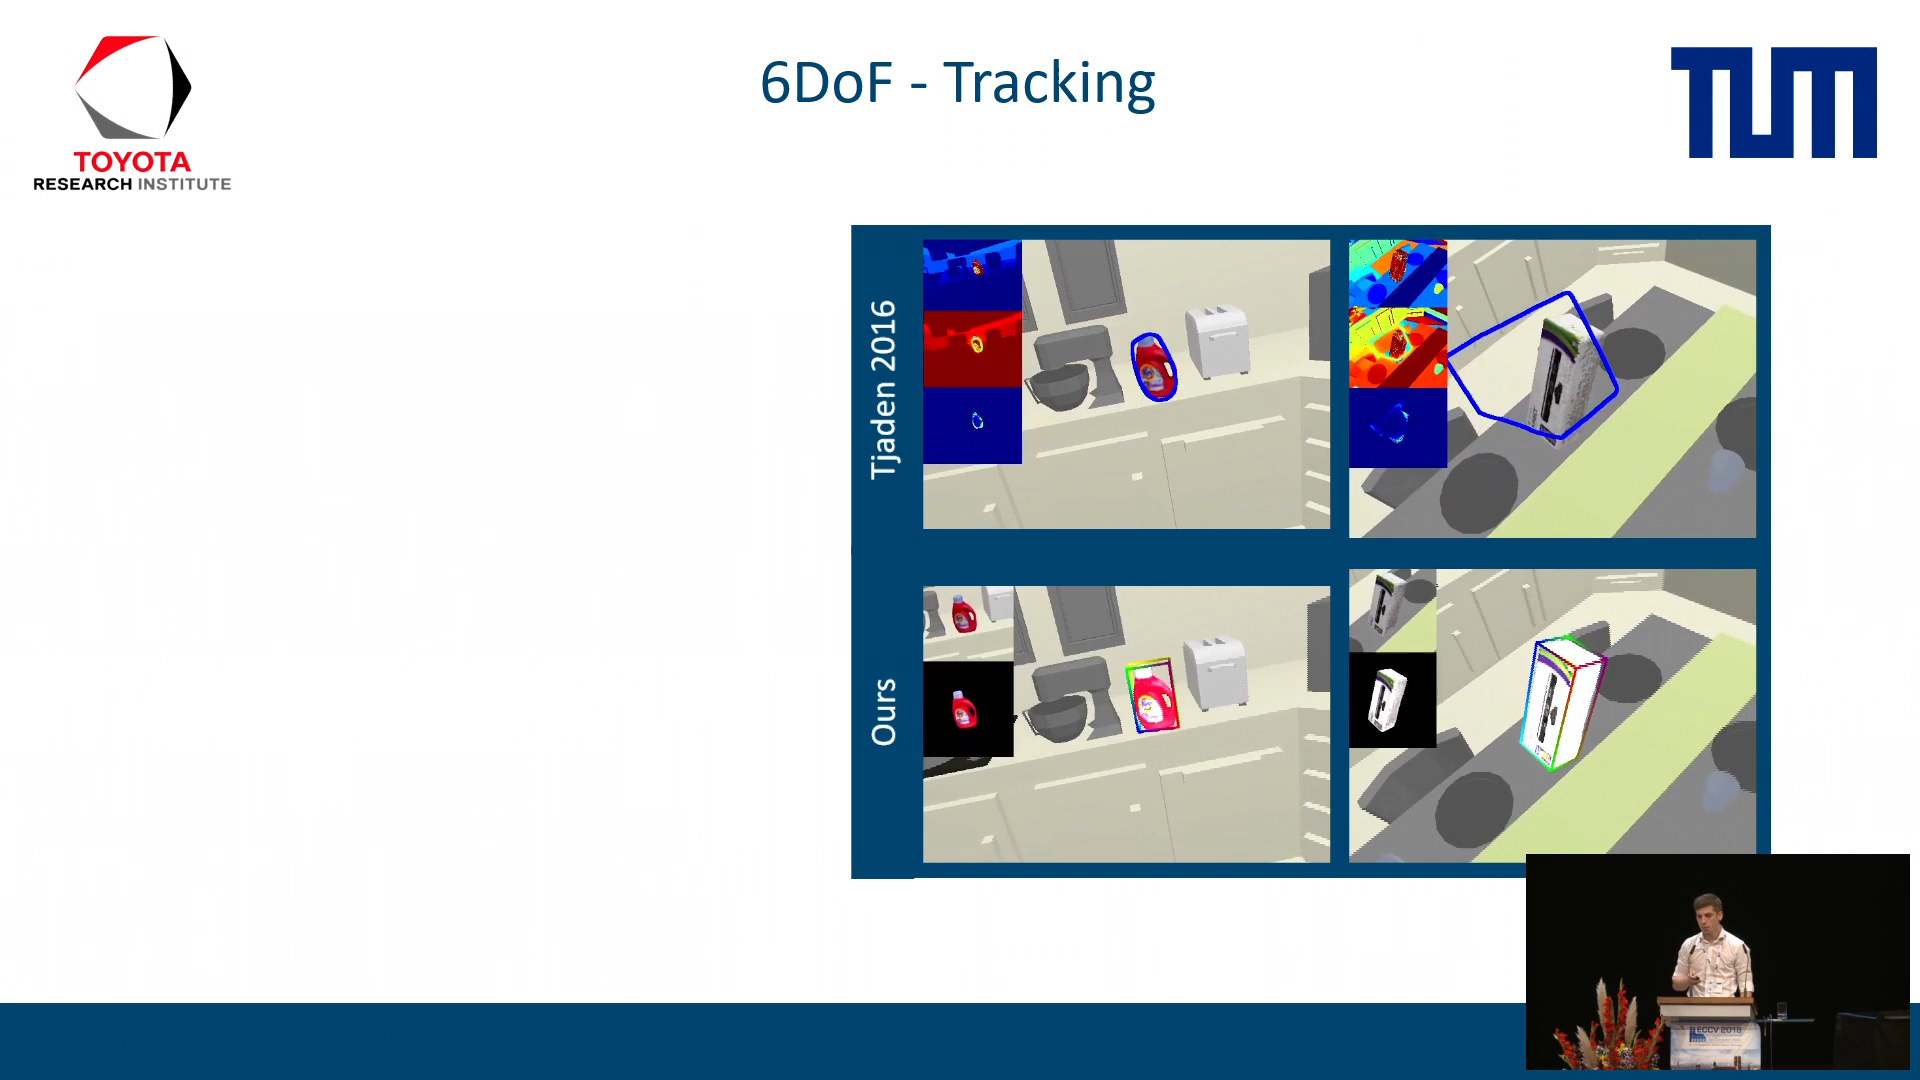 6DoF - Tracking
TOYOTA
RESEARCH INSTITUTE
TUM
Tjaden 2016
Ours
ECCV 2018